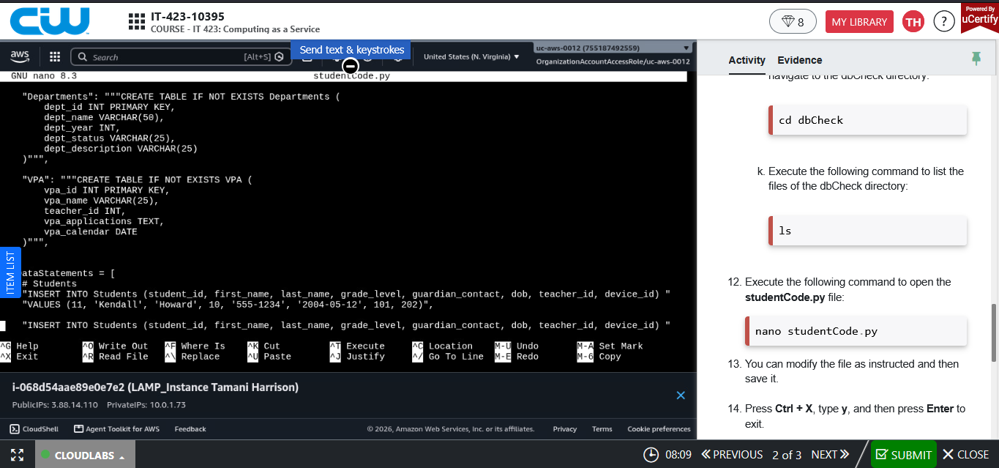 CIW
IT-423-10395
COURSE - IT 423: Computing as a Service
8
MY LIBRARY
TH
?
Powered By
uCertify
aws
Search
[Alt+S]
Send text & keystrokes
United States (N. Virginia)
uc-aws-0012 (755187492559)
OrganizationAccountAccessRole/uc-aws-0012
GNU nano 8.3 studentCode.py
"Departments": """CREATE TABLE IF NOT EXISTS Departments (
dept_id INT PRIMARY KEY,
dept_name VARCHAR(50),
dept_year INT,
dept_status VARCHAR(25),
dept_description VARCHAR(25)
)""",
"VPA": """CREATE TABLE IF NOT EXISTS VPA (
vpa_id INT PRIMARY KEY,
vpa_name VARCHAR(25),
teacher_id INT,
vpa_applications TEXT,
vpa_calendar DATE
)""",
ataStatements = [
# Students
"INSERT INTO Students (student_id, first_name, last_name, grade_level, guardian_contact, dob, teacher_id, device_id) "
"VALUES (11, 'Kendall', 'Howard', 10, '555-1234', '2004-05-12', 101, 202)",
"INSERT INTO Students (student_id, first_name, last_name, grade_level, guardian_contact, dob, teacher_id, device_id) "
^G Help ^O Write Out ^F Where Is ^K Cut ^T Execute ^C Location M-U Undo M-A Set Mark
^X Exit ^R Read File ^\ Replace ^U Paste ^J Justify ^/ Go To Line M-E Redo M-6 Copy
ITEM LIST
i-068d54aae89e0e7e2 (LAMP_Instance Tamani Harrison)
PublicIPs: 3.88.14.110 PrivateIPs: 10.0.1.73
CloudShell Agent Toolkit for AWS Feedback © 2026, Amazon Web Services, Inc. or its affiliates. Privacy Terms Cookie preferences
Activity Evidence
navigate to the dbCheck directory:
cd dbCheck
k. Execute the following command to list the
files of the dbCheck directory:
ls
12. Execute the following command to open the
studentCode.py file:
nano studentCode.py
13. You can modify the file as instructed and then
save it.
14. Press Ctrl + X, type y, and then press Enter to
exit.
CLOUDLABS
08:09
PREVIOUS
2 of 3
NEXT
SUBMIT
CLOSE